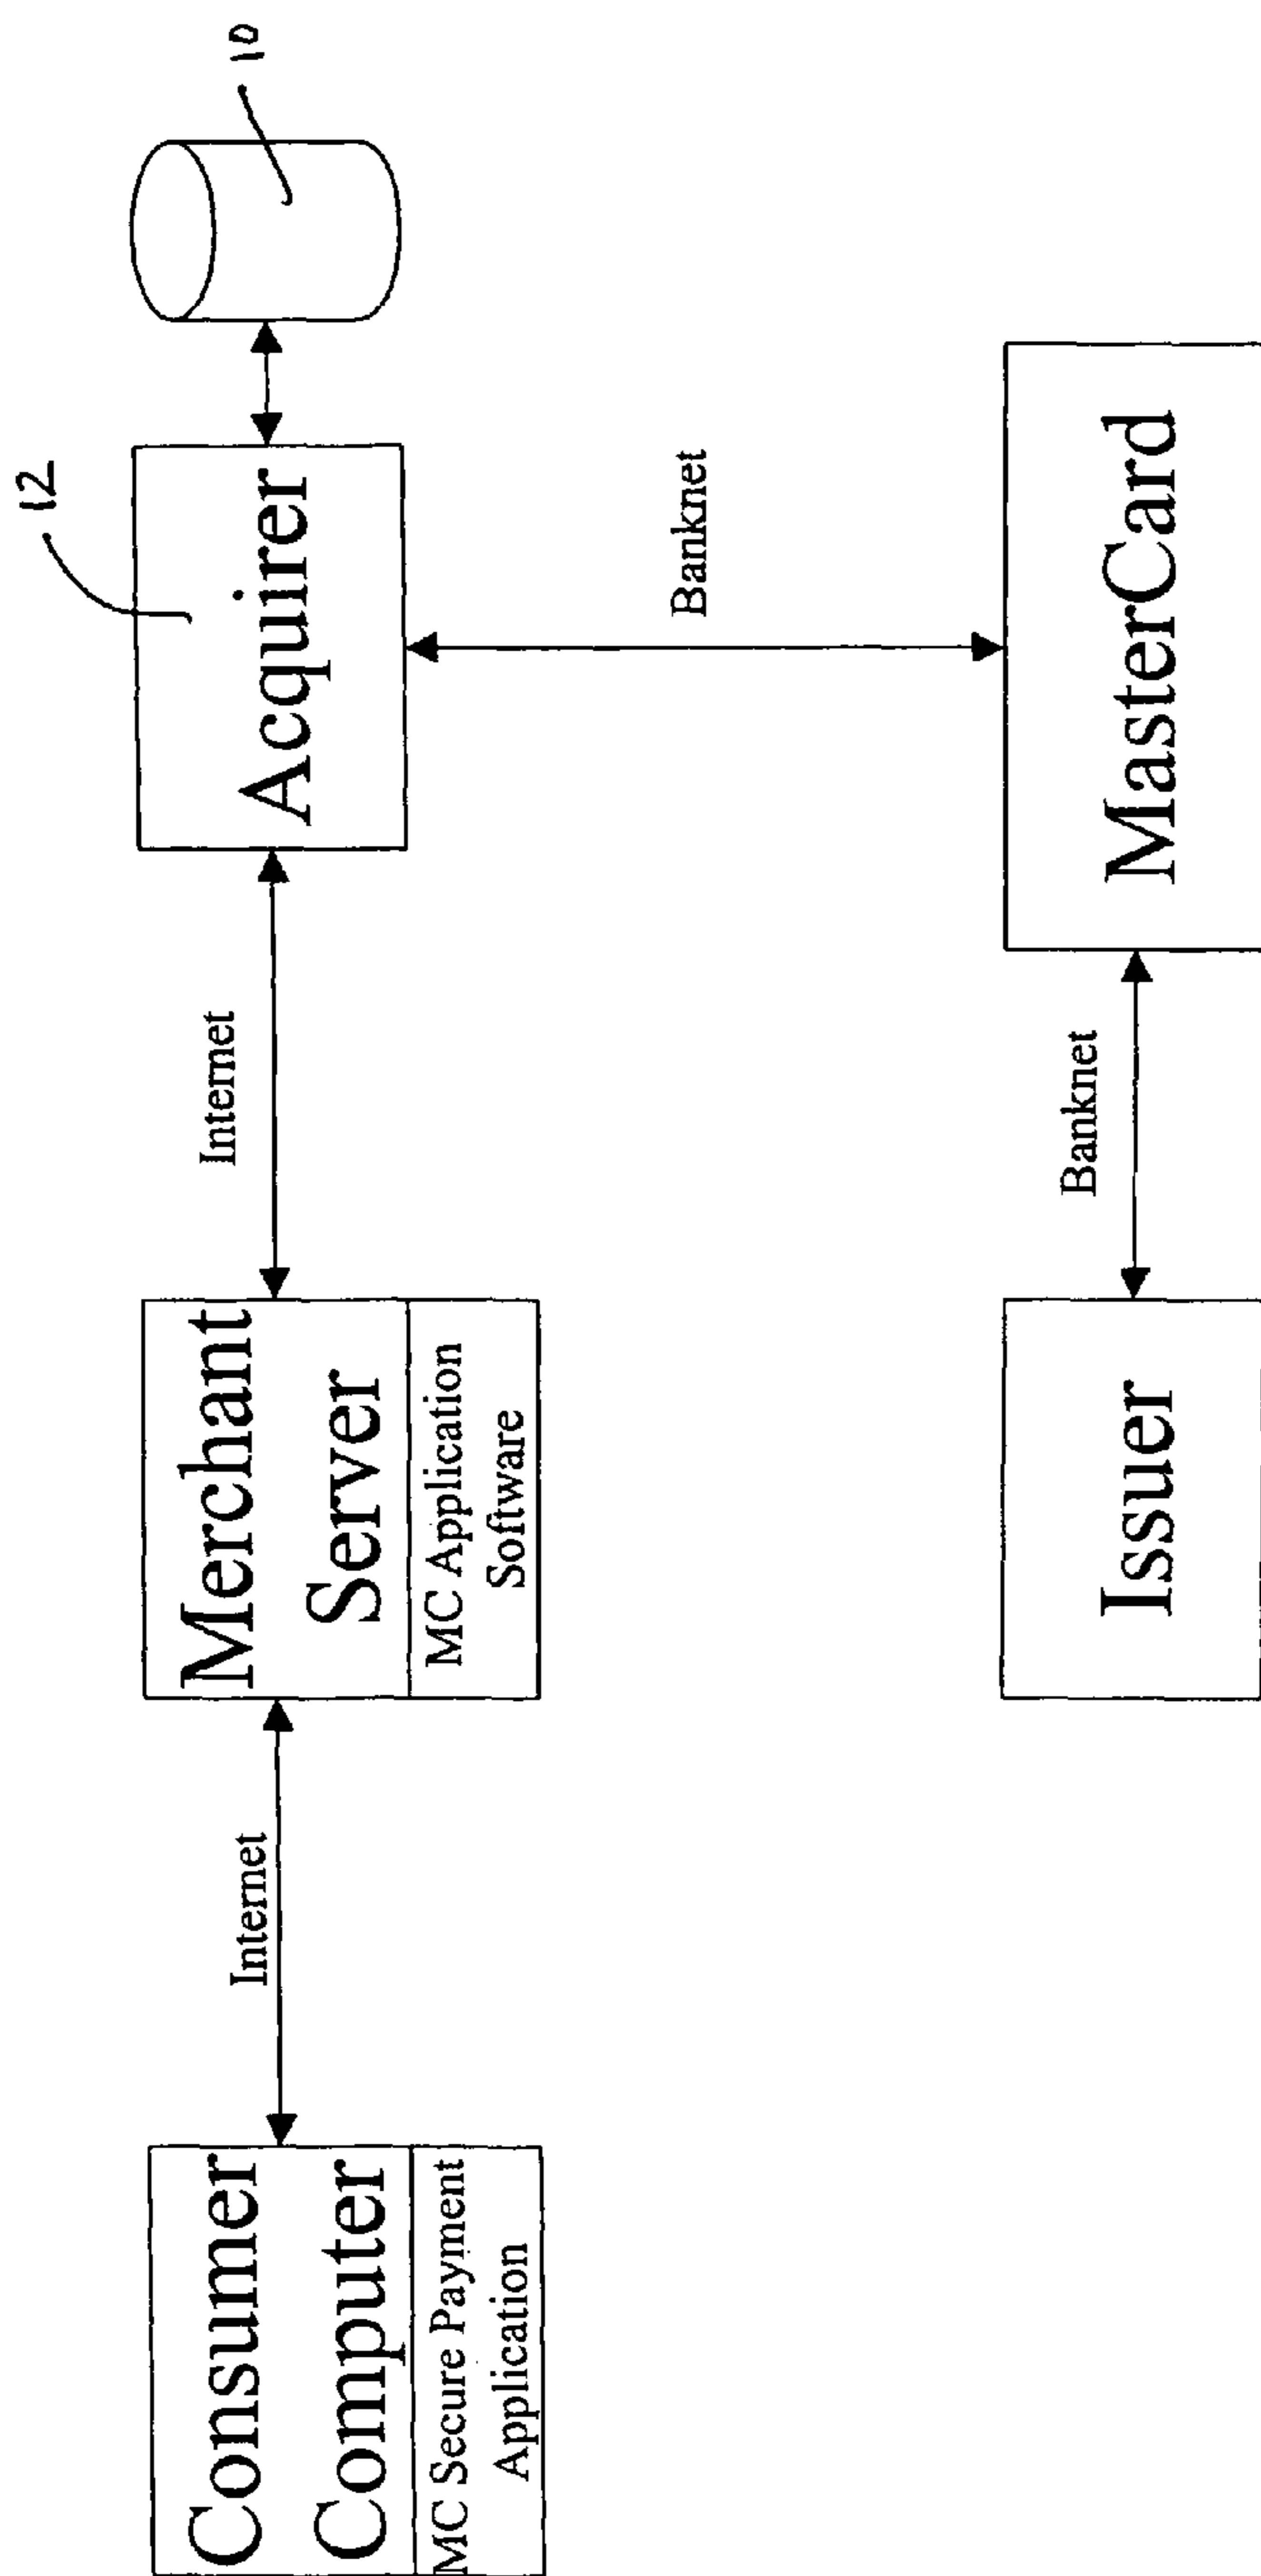 Consumer
Computer
MC Secure Payment
Application
Internet
Merchant
Server
MC Application
Software
Internet
Acquirer
12
10
Banknet
Issuer
Banknet
MasterCard